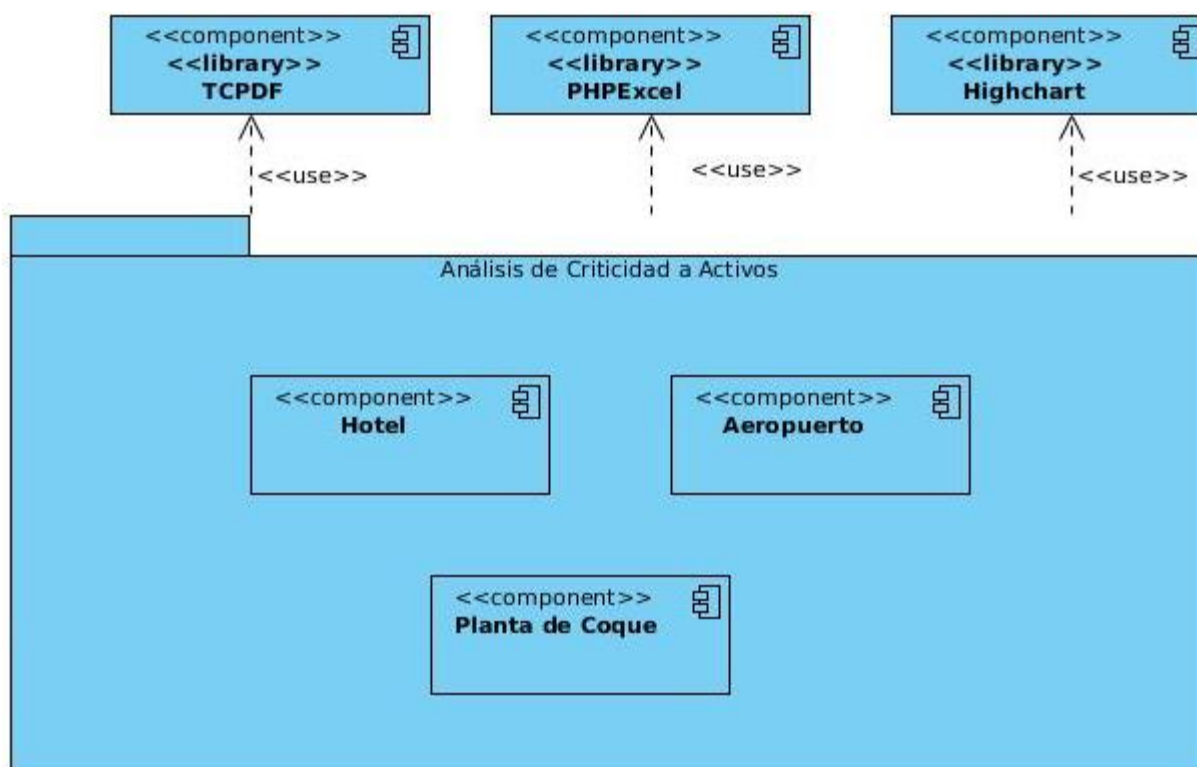 <<component>>
<<library>>
TCPDF
<<component>>
<<library>>
PHPExcel
<<component>>
<<library>>
Highchart
<<use>>
<<use>>
<<use>>
Análisis de Criticidad a Activos
<<component>>
Hotel
<<component>>
Aeropuerto
<<component>>
Planta de Coque